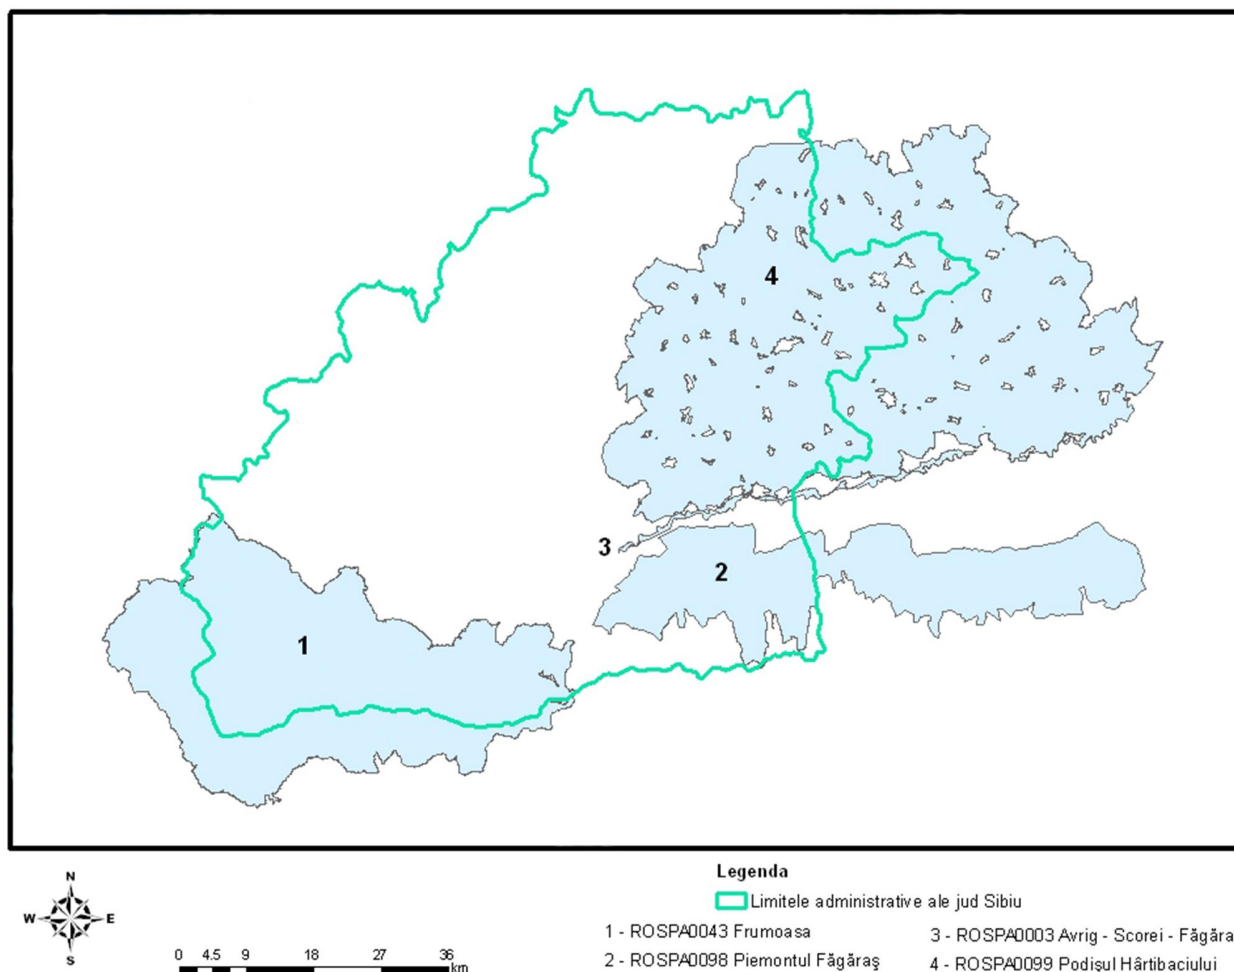 4
3
2
1
Legenda
Limitele administrative ale jud Sibiu
1 - ROSPA0043 Frumoasa
2 - ROSPA0098 Piemontul Făgăraş
3 - ROSPA0003 Avrig - Scorei - Făgăra
4 - ROSPA0099 Podişul Hârtibaciului
N
W E
S
0 4.5 9 18 27 36
km